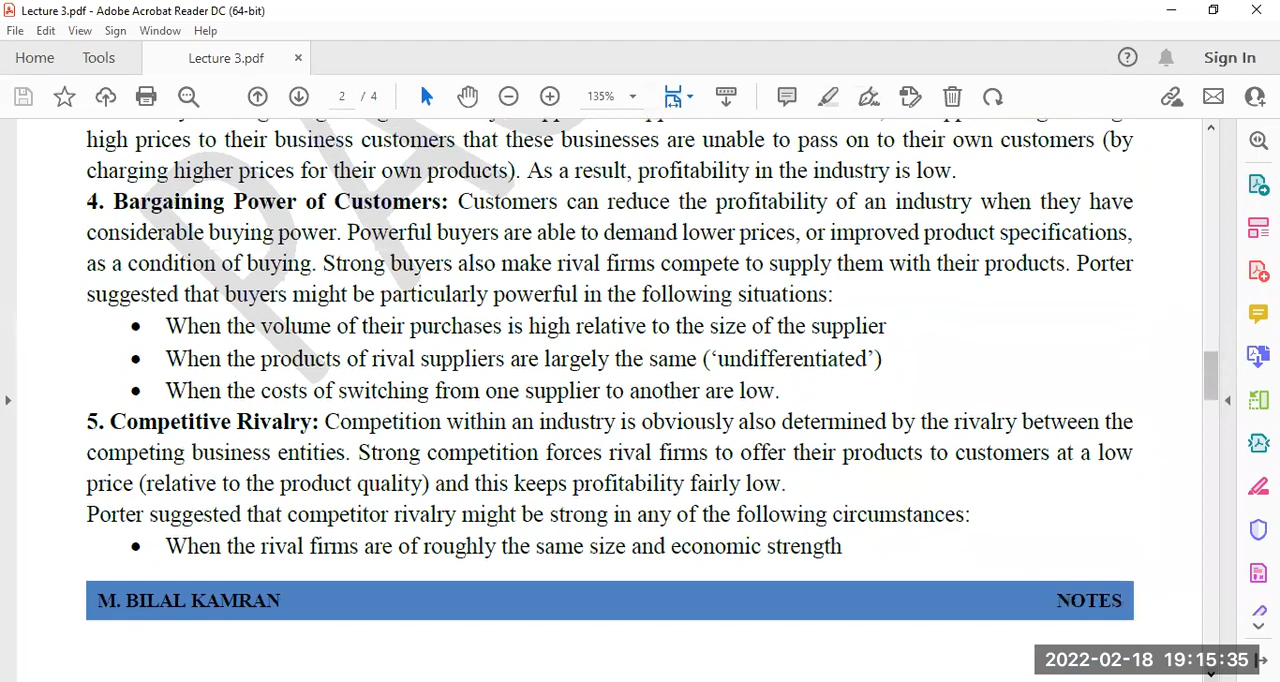 Lecture 3.pdf - Adobe Acrobat Reader DC (64-bit)
File Edit View Sign Window Help
Home Tools Lecture 3.pdf × Sign In
2 / 4 135%
high prices to their business customers that these businesses are unable to pass on to their own customers (by
charging higher prices for their own products). As a result, profitability in the industry is low.
4. Bargaining Power of Customers: Customers can reduce the profitability of an industry when they have
considerable buying power. Powerful buyers are able to demand lower prices, or improved product specifications,
as a condition of buying. Strong buyers also make rival firms compete to supply them with their products. Porter
suggested that buyers might be particularly powerful in the following situations:
• When the volume of their purchases is high relative to the size of the supplier
• When the products of rival suppliers are largely the same (‘undifferentiated’)
• When the costs of switching from one supplier to another are low.
5. Competitive Rivalry: Competition within an industry is obviously also determined by the rivalry between the
competing business entities. Strong competition forces rival firms to offer their products to customers at a low
price (relative to the product quality) and this keeps profitability fairly low.
Porter suggested that competitor rivalry might be strong in any of the following circumstances:
• When the rival firms are of roughly the same size and economic strength
M. BILAL KAMRAN NOTES
2022-02-18 19:15:35